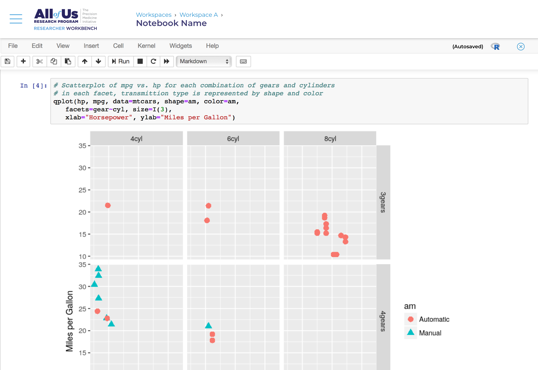 All of Us
RESEARCH PROGRAM
The
Precision
Medicine
Initiative
RESEARCHER WORKBENCH
Workspaces > Workspace A >
Notebook Name
File Edit View Insert Cell Kernel Widgets Help
(Autosaved) R
Run Markdown
In [4]: # Scatterplot of mpg vs. hp for each combination of gears and cylinders
# in each facet, transmittion type is represented by shape and color
qplot(hp, mpg, data=mtcars, shape=am, color=am,
facets=gear~cyl, size=I(3),
xlab="Horsepower", ylab="Miles per Gallon")
4cyl 6cyl 8cyl
35
30
25
20
15
10
3gears
35
30
25
20
15
4gears
Miles per Gallon
am
Automatic
Manual